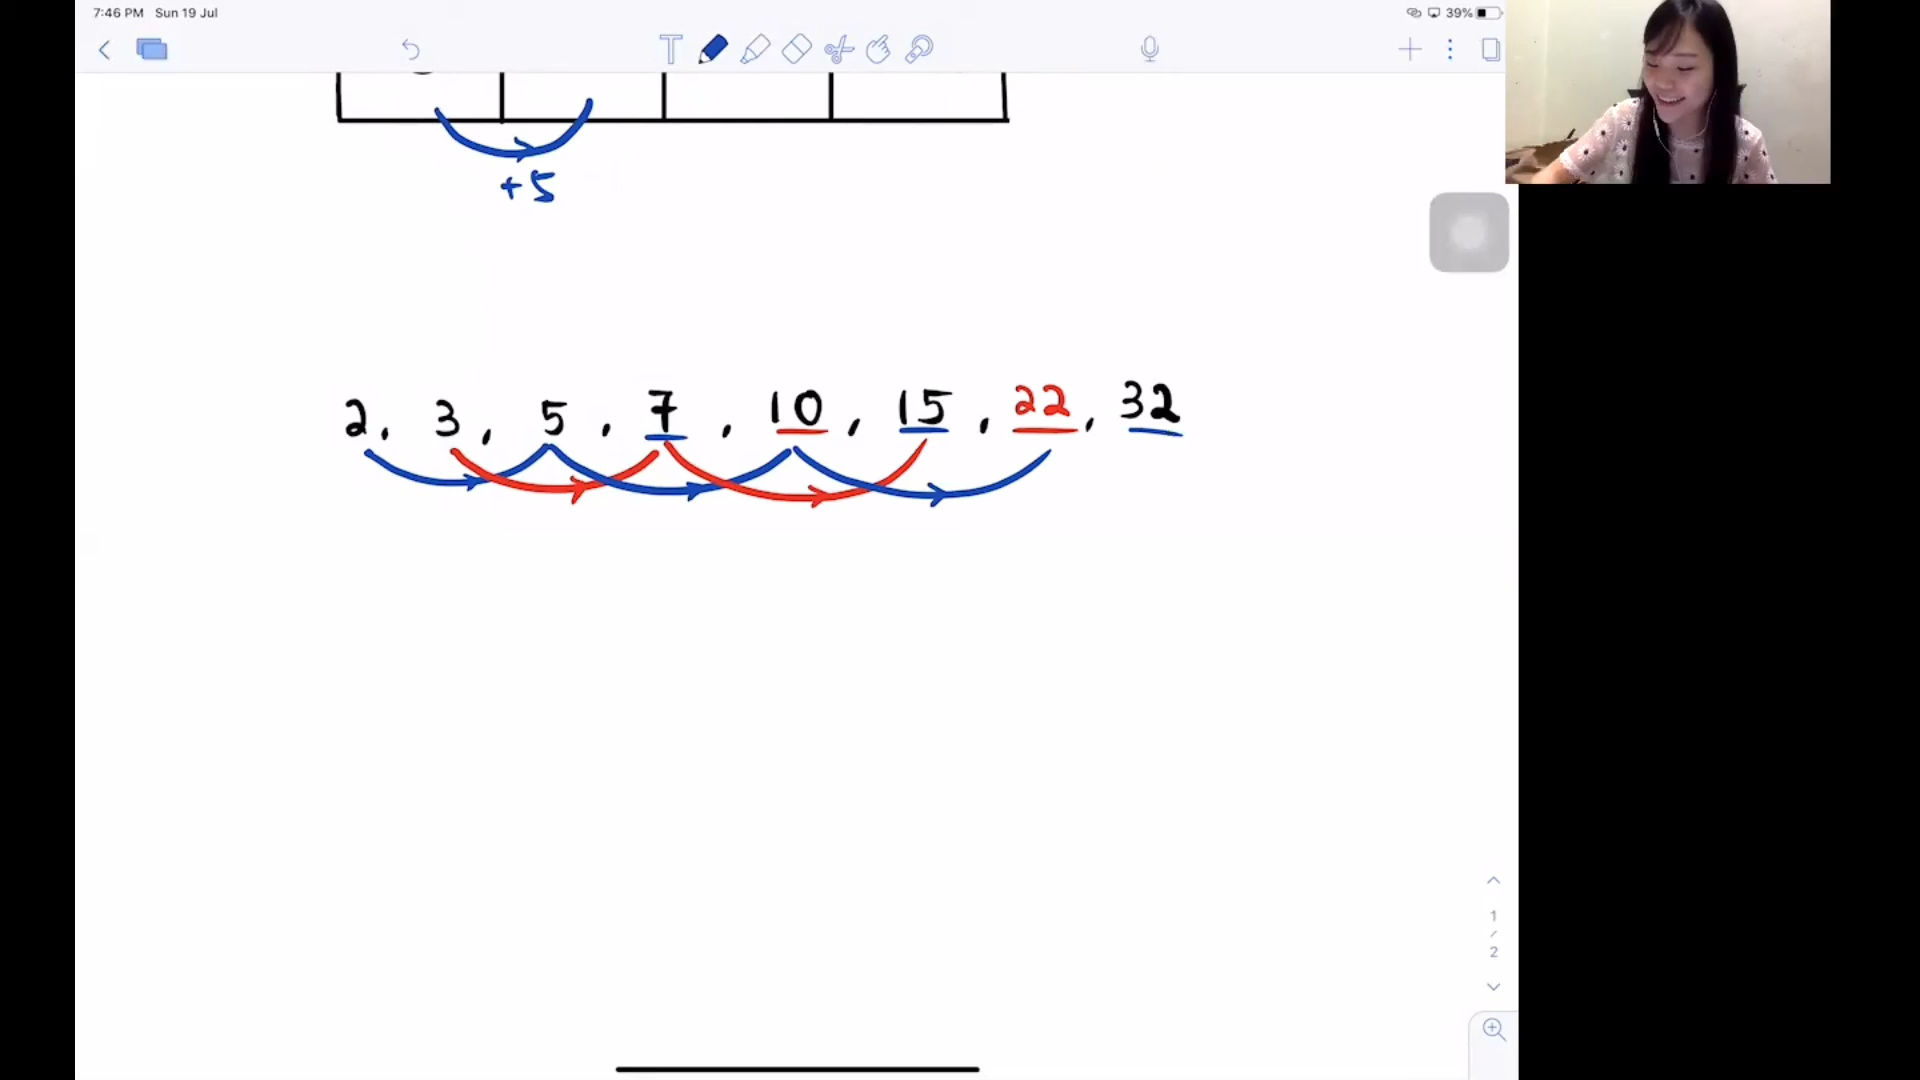 7:46 PM Sun 19 Jul
39%
T
+5
2, 3, 5, 7, 10, 15, 22, 32
1
/
2